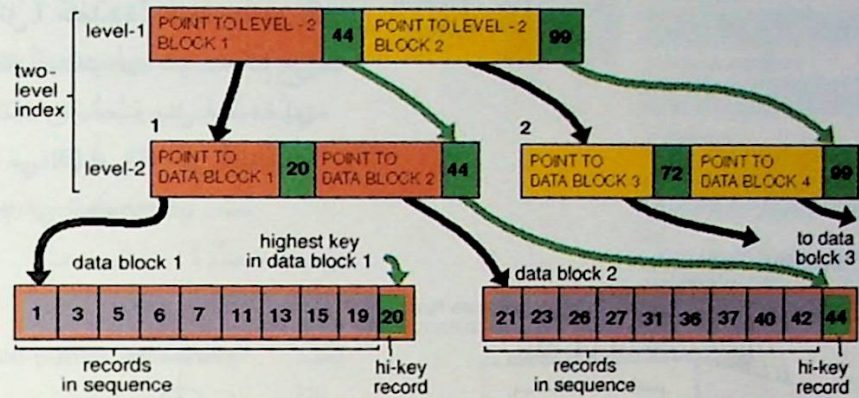 level-1
POINT TO LEVEL - 2
BLOCK 1
44
POINT TO LEVEL - 2
BLOCK 2
99
two-
level
index
1
2
level-2
POINT TO
DATA BLOCK 1
20
POINT TO
DATA BLOCK 2
44
POINT TO
DATA BLOCK 3
72
POINT TO
DATA BLOCK 4
99
to data
bolck 3
data block 1
highest key
in data block 1
data block 2
1 3 5 6 7 11 13 15 19 20
21 23 26 27 31 36 37 40 42 44
records
in sequence
hi-key
record
records
in sequence
hi-key
record